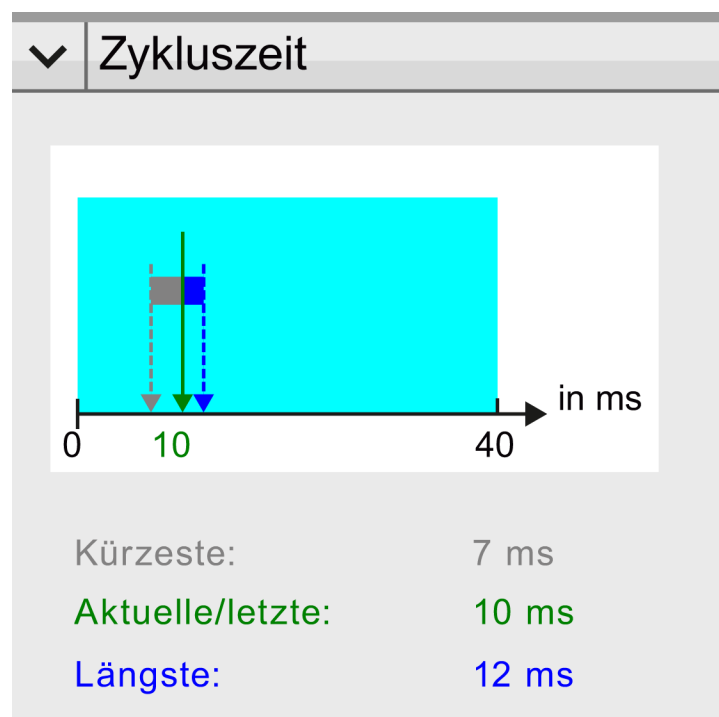 Zykluszeit
in ms
0 10 40
Kürzeste: 7 ms
Aktuelle/letzte: 10 ms
Längste: 12 ms